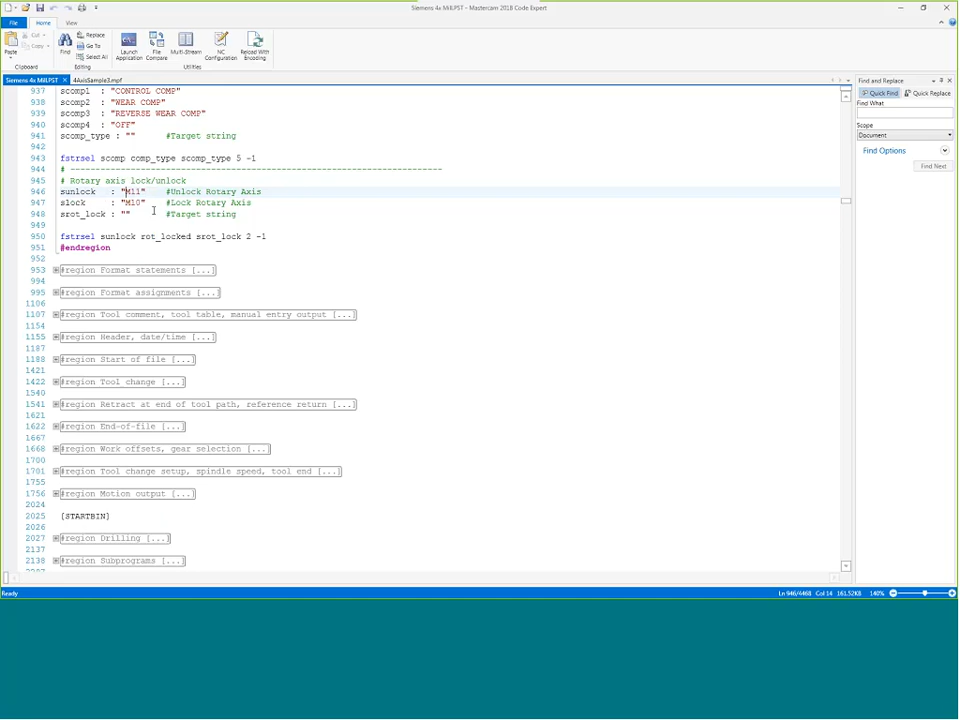 Siemens 4x Mill.PST - Mastercam 2018 Code Expert
File Home View
Paste
Cut
Copy
Clipboard
Find
Replace
Go To
Select All
Editing
Launch Application
File Compare
Multi-Stream
NC Configuration
Reload With Encoding
Utilities
Siemens 4x Mill.PST 4AxisSample3.mpf
937 scomp1 : "CONTROL COMP"
938 scomp2 : "WEAR COMP"
939 scomp3 : "REVERSE WEAR COMP"
940 scomp4 : "OFF"
941 scomp_type : "" #Target string
942
943 fstrsel scomp comp_type scomp_type 5 -1
944 # --------------------------------------------------------------------------
945 # Rotary axis lock/unlock
946 sunlock : "M11" #Unlock Rotary Axis
947 slock : "M10" #Lock Rotary Axis
948 srot_lock : "" #Target string
949
950 fstrsel sunlock rot_locked srot_lock 2 -1
951 #endregion
952
953 #region Format statements [...]
994
995 #region Format assignments [...]
1106
1107 #region Tool comment, tool table, manual entry output [...]
1154
1155 #region Header, date/time [...]
1187
1188 #region Start of file [...]
1421
1422 #region Tool change [...]
1540
1541 #region Retract at end of tool path, reference return [...]
1621
1622 #region End-of-file [...]
1667
1668 #region Work offsets, gear selection [...]
1700
1701 #region Tool change setup, spindle speed, tool end [...]
1755
1756 #region Motion output [...]
2024
2025 [STARTBIN]
2026
2027 #region Drilling [...]
2137
2138 #region Subprograms [...]
Find and Replace
Quick Find Quick Replace
Find What
Scope
Document
Find Options
Find Next
Ready Ln 946/4468 Col 14 161.52KB 140%